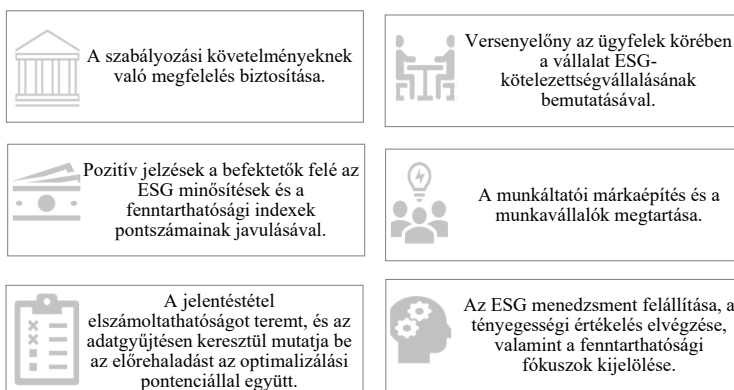 A szabályozási követelményeknek
való megfelelés biztosítása.
Versenyelőny az ügyfelek körében
a vállalat ESG-
kötelezettségvállalásának
bemutatásával.
Pozitív jelzések a befektetők felé az
ESG minősítések és a
fenntarthatósági indexek
pontszámainak javulásával.
A munkáltatói márkaépítés és a
munkavállalók megtartása.
A jelentéstétel
elszámoltathatóságot teremt, és az
adatgyűjtésen keresztül mutatja be
az előrehaladást az optimalizálási
potenciállal együtt.
Az ESG menedzsment felállítása, a
tényegességi értékelés elvégzése,
valamint a fenntarthatósági
fókuszok kijelölése.